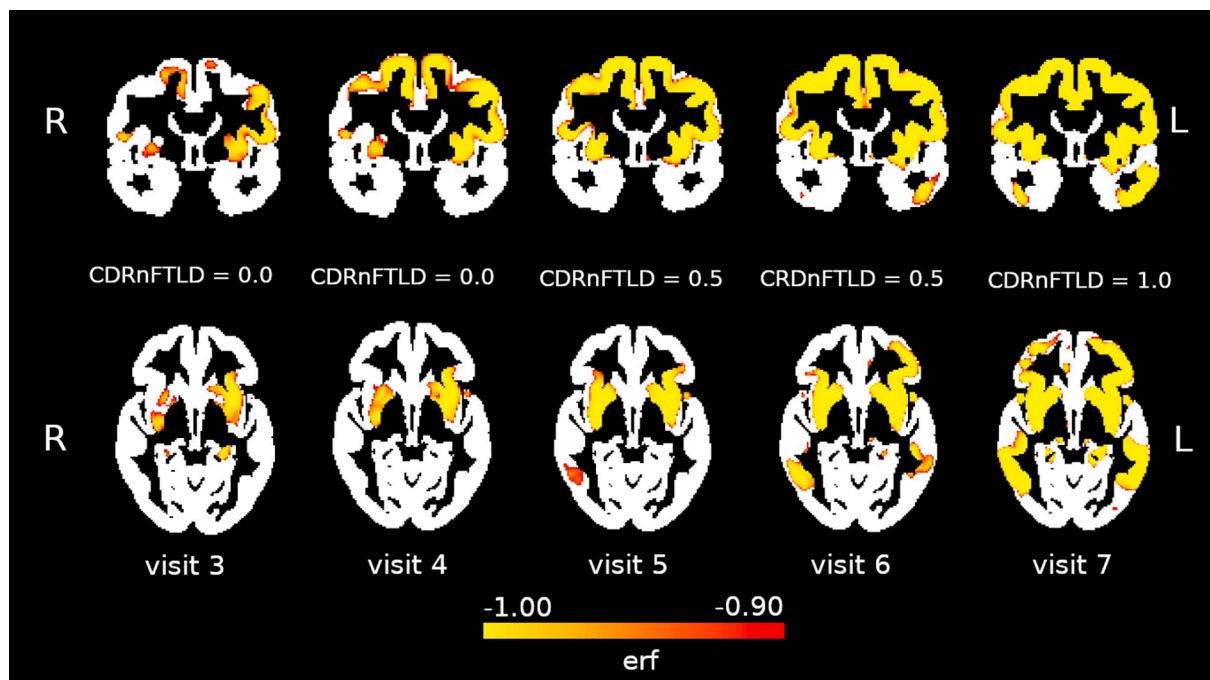 R L
CDRnFTLD = 0.0 CDRnFTLD = 0.0 CDRnFTLD = 0.5 CRDnFTLD = 0.5 CDRnFTLD = 1.0
R L
visit 3 visit 4 visit 5 visit 6 visit 7
-1.00 -0.90
erf